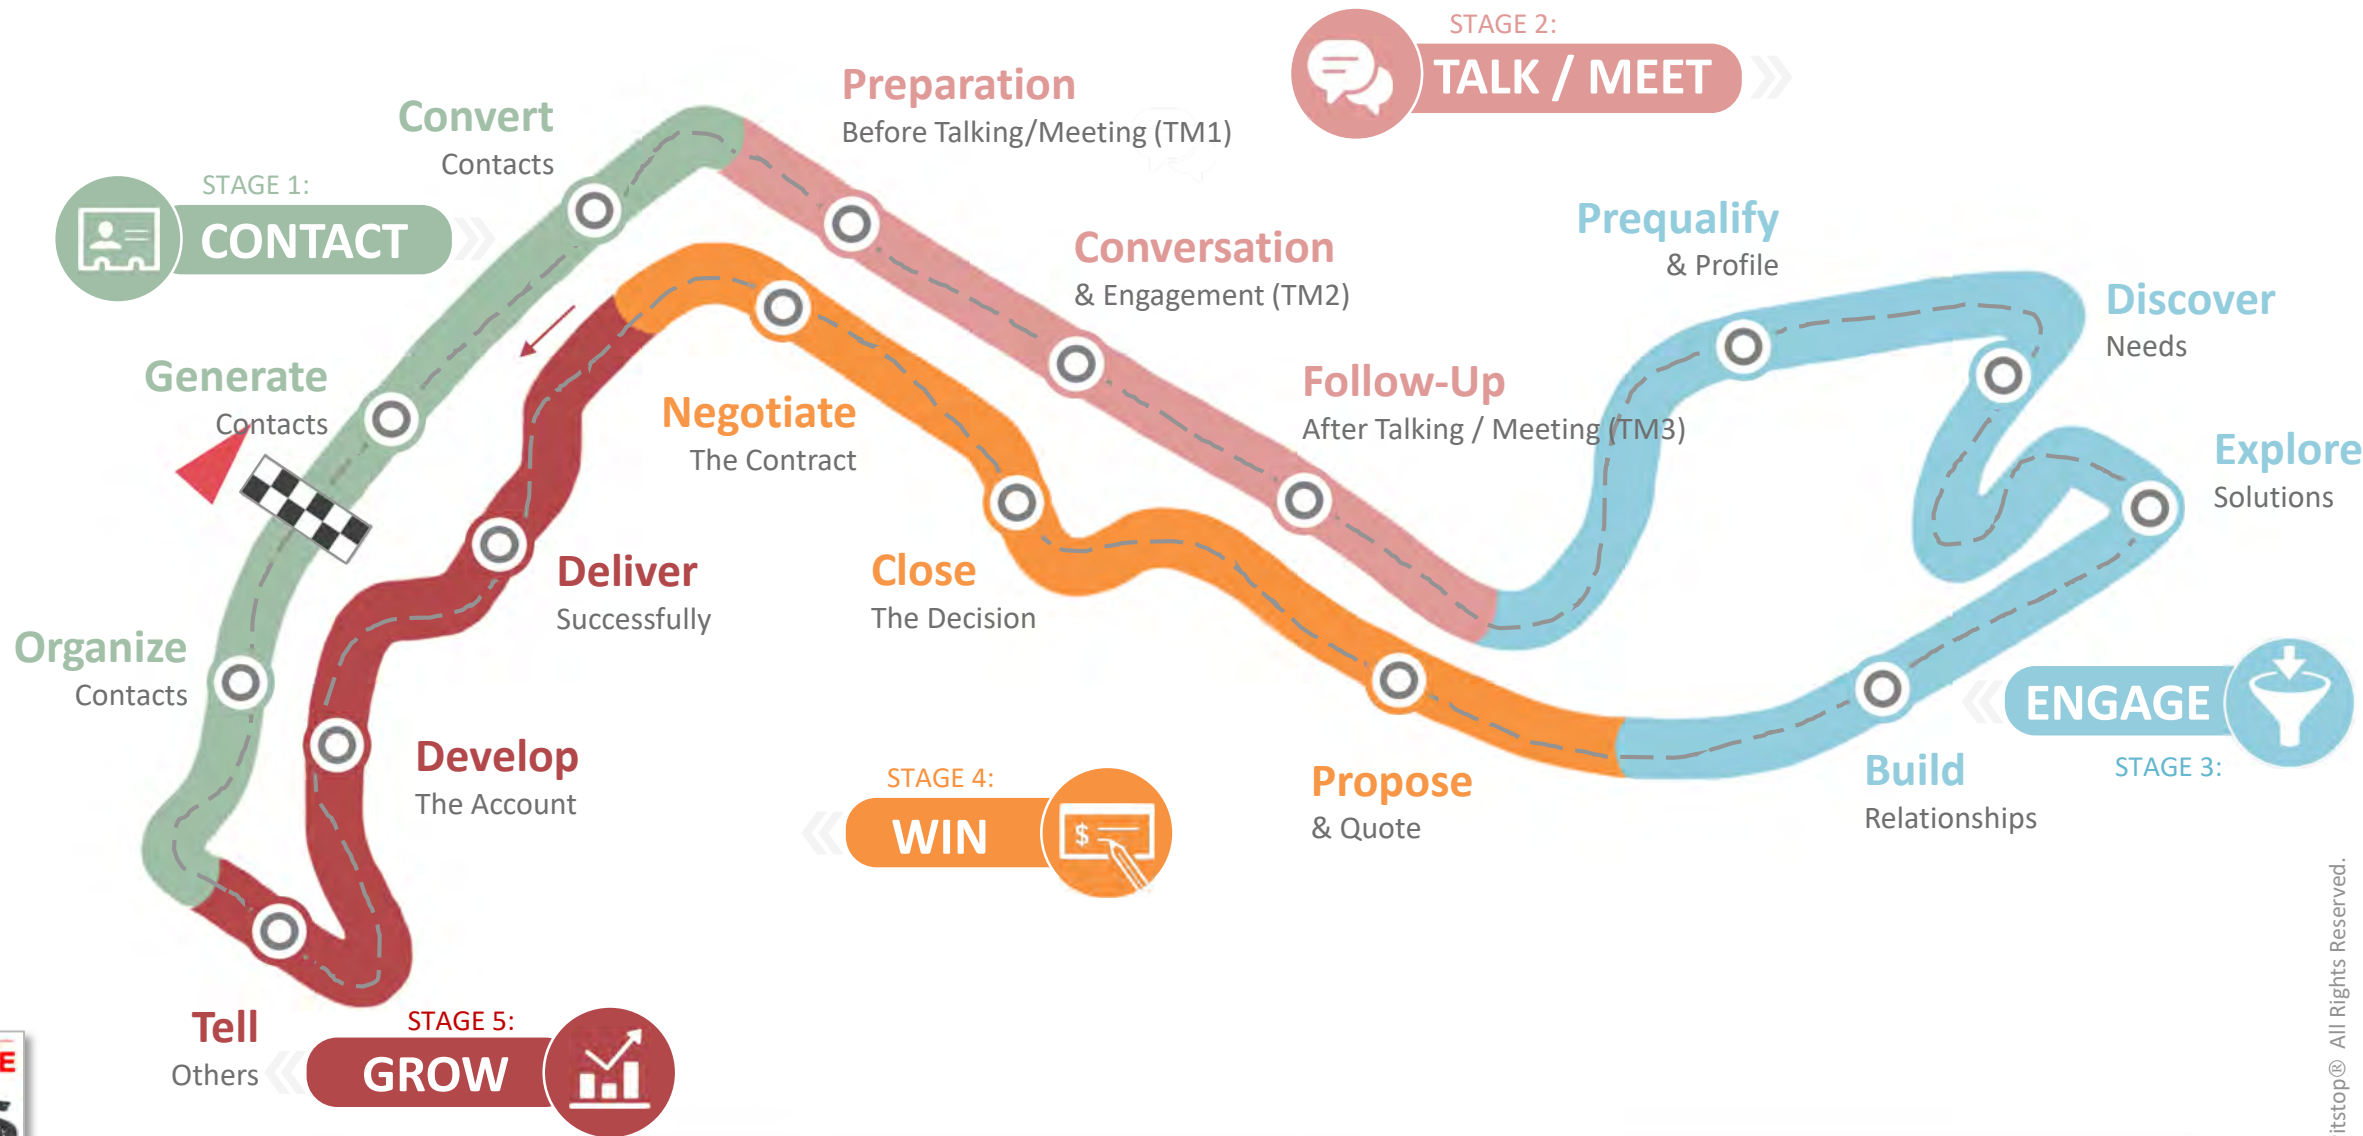 STAGE 1:
CONTACT
Organize
Contacts
Generate
Contacts
Convert
Contacts
STAGE 2:
TALK / MEET
Preparation
Before Talking/Meeting (TM1)
Conversation
& Engagement (TM2)
Follow-Up
After Talking / Meeting (TM3)
Prequalify
& Profile
Discover
Needs
Explore
Solutions
Build
Relationships
ENGAGE
STAGE 3:
Propose
& Quote
Close
The Decision
Negotiate
The Contract
STAGE 4:
WIN
$
Deliver
Successfully
Develop
The Account
Tell
Others
STAGE 5:
GROW
E
itstop® All Rights Reserved.